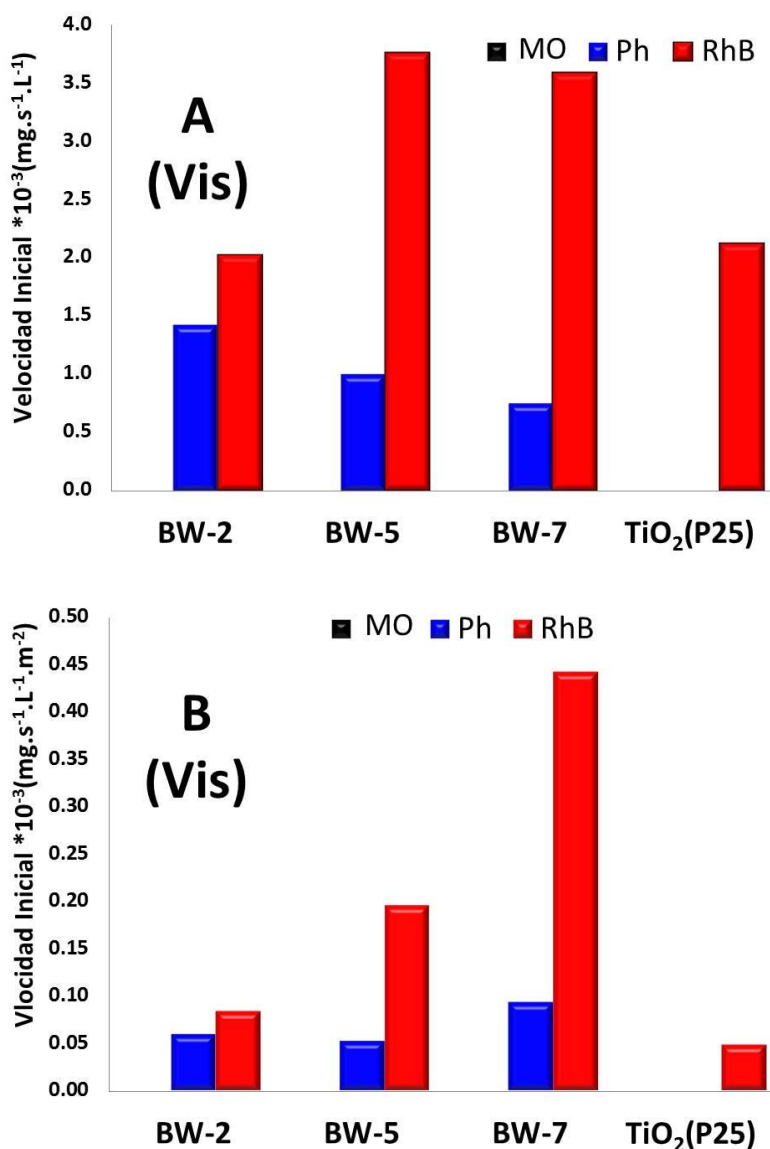 4.0
3.5
3.0
2.5
2.0
1.5
1.0
0.5
0.0
Velocidad Inicial *10⁻³(mg.s⁻¹.L⁻¹)
MO Ph RhB
A
(Vis)
BW-2 BW-5 BW-7 TiO₂(P25)
0.50
0.45
0.40
0.35
0.30
0.25
0.20
0.15
0.10
0.05
0.00
Vlocidad Inicial *10⁻³(mg.s⁻¹.L⁻¹.m⁻²)
MO Ph RhB
B
(Vis)
BW-2 BW-5 BW-7 TiO₂(P25)